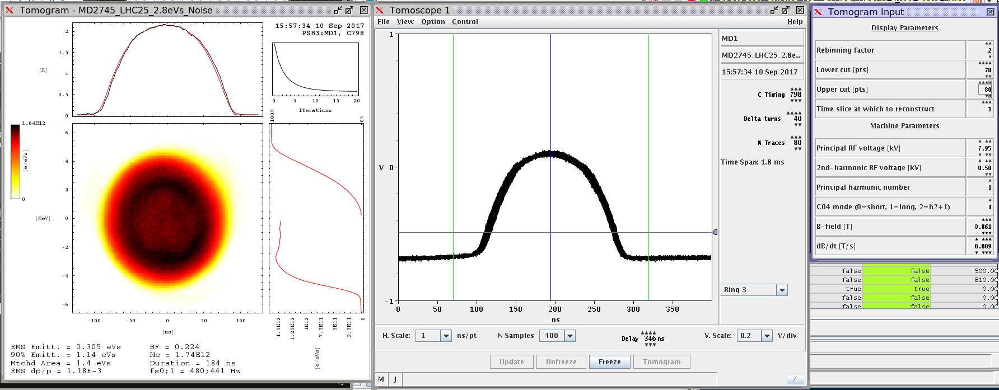 Tomogram - MD2745_LHC25_2.8eVs_Noise
15:57:34 10 Sep 2017
PSB3:MD1, C798
2
1.5
1
0.5
0
[A]
0 5 10 15 20
Iterations
100%
0%
1.64E12
0
[e/eVs]
6
4
2
0
-2
-4
-6
[MeV]
-100 -50 0 50 100
[ns]
1.5E12
1.25E12
1E12
7.5E11
5E11
2.5E11
0
[e/eVs]
RMS Emitt. = 0.305 eVs BF = 0.224
90% Emitt. = 1.14 eVs Ne = 1.74E12
Mtchd Area = 1.4 eVs Duration = 184 ns
RMS dp/p = 1.18E-3 fs0;1 = 480;441 Hz
Tomoscope 1
File View Option Control Help
1
V 0
-1
0 50 100 150 200 250 300 350
ns
MD1
MD2745_LHC25_2.8e...
15:57:34 10 Sep 2017
C Timing 798
Delta turns 40
N Traces 80
Time Span: 1.8 ms
Ring 3
H. Scale: 1 ns/pt N Samples 400 Delay 346 ns V. Scale: 0.2 V/div
Update Unfreeze Freeze Tomogram
M J
Tomogram Input
Display Parameters
Rebinning factor 2
Lower cut [pts] 70
Upper cut [pts] 80
Time slice at which to reconstruct 1
Machine Parameters
Principal RF voltage [kV] 7.95
2nd-harmonic RF voltage [kV] 0.50
Principal harmonic number 1
C04 mode (0=short, 1=long, 2=h2+1) 0
B-field [T] 0.861
dB/dt [T/s] 0.009
false false 500.00
false false 810.00
true true 0.00
false false 0.00
false false 0.00